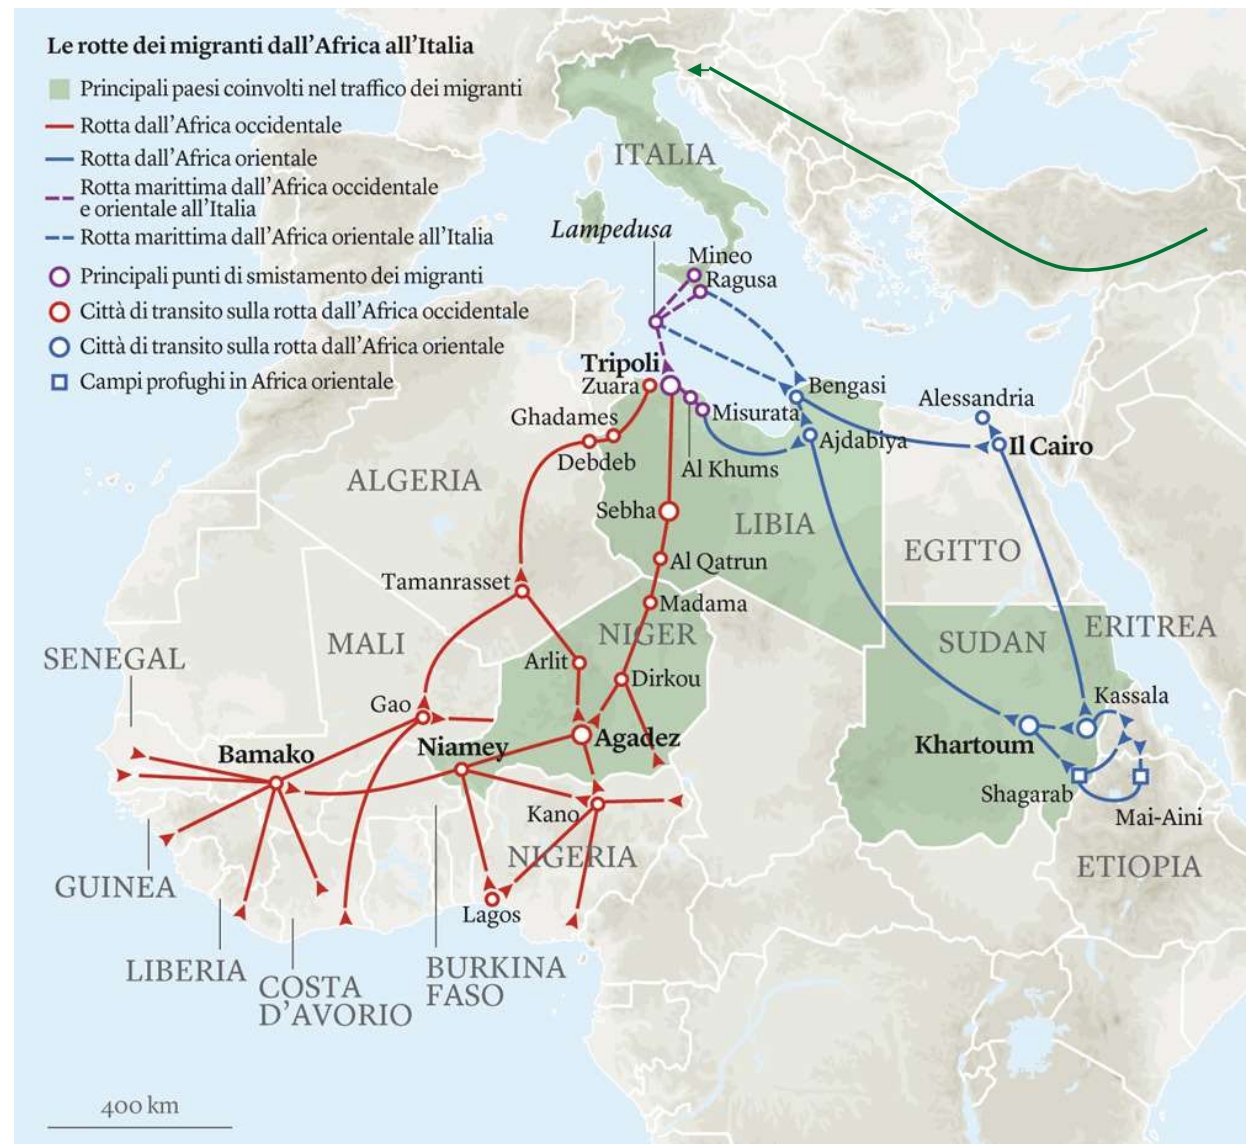 Le rotte dei migranti dall'Africa all'Italia
Principali paesi coinvolti nel traffico dei migranti
Rotta dall'Africa occidentale
Rotta dall'Africa orientale
Rotta marittima dall'Africa occidentale
e orientale all'Italia
Rotta marittima dall'Africa orientale all'Italia
Principali punti di smistamento dei migranti
Città di transito sulla rotta dall'Africa occidentale
Città di transito sulla rotta dall'Africa orientale
Campi profughi in Africa orientale
ITALIA
Lampedusa
Mineo
Ragusa
Tripoli
Zuara
Bengasi
Alessandria
Ghadames
Misurata
Ajdabiya
Il Cairo
Debdeb
Al Khums
ALGERIA
Sebha
LIBIA
EGITTO
Al Qatrun
Tamanrasset
Madama
MALI
NIGER
SUDAN
ERITREA
SENEGAL
Arlit
Dirkou
Gao
Kassala
Bamako
Niamey
Agadez
Khartoum
Shagarab
Mai-Aini
Kano
NIGERIA
ETIOPIA
GUINEA
Lagos
LIBERIA
COSTA
D'AVORIO
BURKINA
FASO
400 km